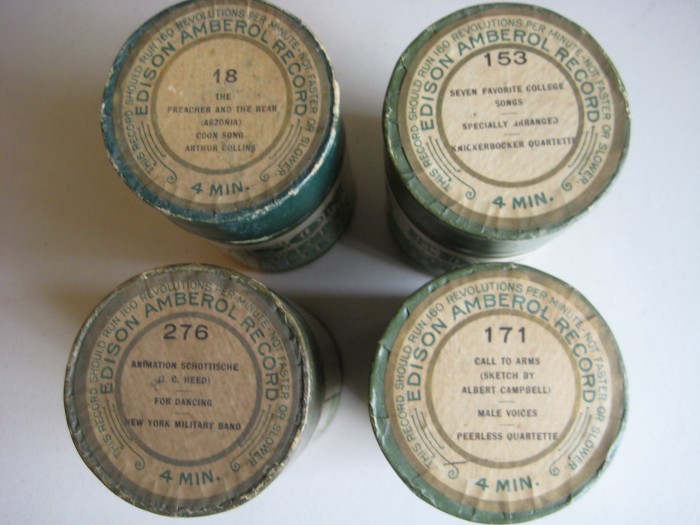 THIS RECORD SHOULD RUN 160 REVOLUTIONS PER MINUTE-NOT FASTER OR SLOWER
EDISON AMBEROL RECORD
18
THE
PREACHER AND THE BEAR
(ARZONIA)
COON SONG
ARTHUR COLLINS
4 MIN.
THIS RECORD SHOULD RUN 160 REVOLUTIONS PER MINUTE-NOT FASTER OR SLOWER
EDISON AMBEROL RECORD
153
SEVEN FAVORITE COLLEGE
SONGS
SPECIALLY ARRANGED
KNICKERBOCKER QUARTETTE
4 MIN.
THIS RECORD SHOULD RUN 160 REVOLUTIONS PER MINUTE-NOT FASTER OR SLOWER
EDISON AMBEROL RECORD
276
ANIMATION SCHOTTISCHE
(J. O. HEED)
FOR DANCING
NEW YORK MILITARY BAND
4 MIN.
THIS RECORD SHOULD RUN 160 REVOLUTIONS PER MINUTE-NOT FASTER OR SLOWER
EDISON AMBEROL RECORD
171
CALL TO ARMS
(SKETCH BY
ALBERT CAMPBELL)
MALE VOICES
PEERLESS QUARTETTE
4 MIN.